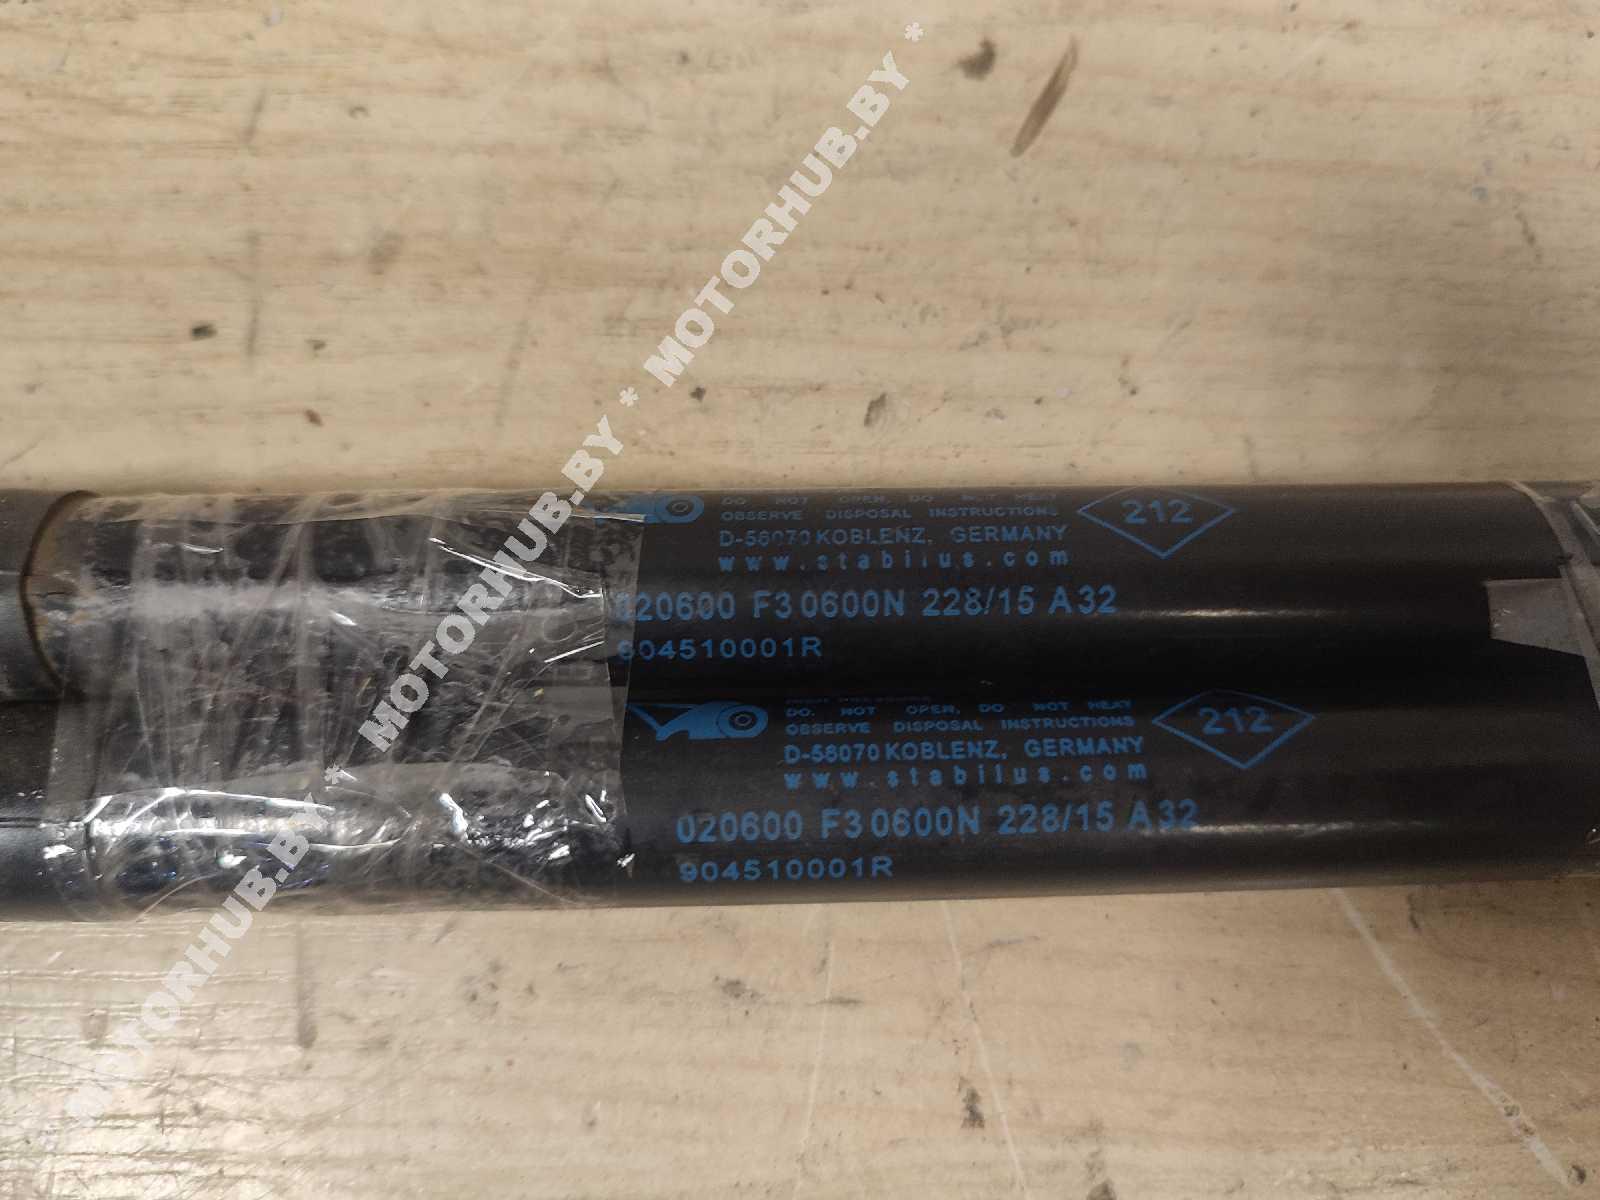 DO NOT OPEN, DO NOT HEAT
OBSERVE DISPOSAL INSTRUCTIONS
D-56070 KOBLENZ, GERMANY
www.stabilus.com
212
020600 F3 0600N 228/15 A32
904510001R
DO NOT OPEN, DO NOT HEAT
OBSERVE DISPOSAL INSTRUCTIONS
D-56070 KOBLENZ, GERMANY
www.stabilus.com
212
020600 F3 0600N 228/15 A32
904510001R
* MOTORHUB.BY * MOTORHUB.BY * MOTORHUB.BY *